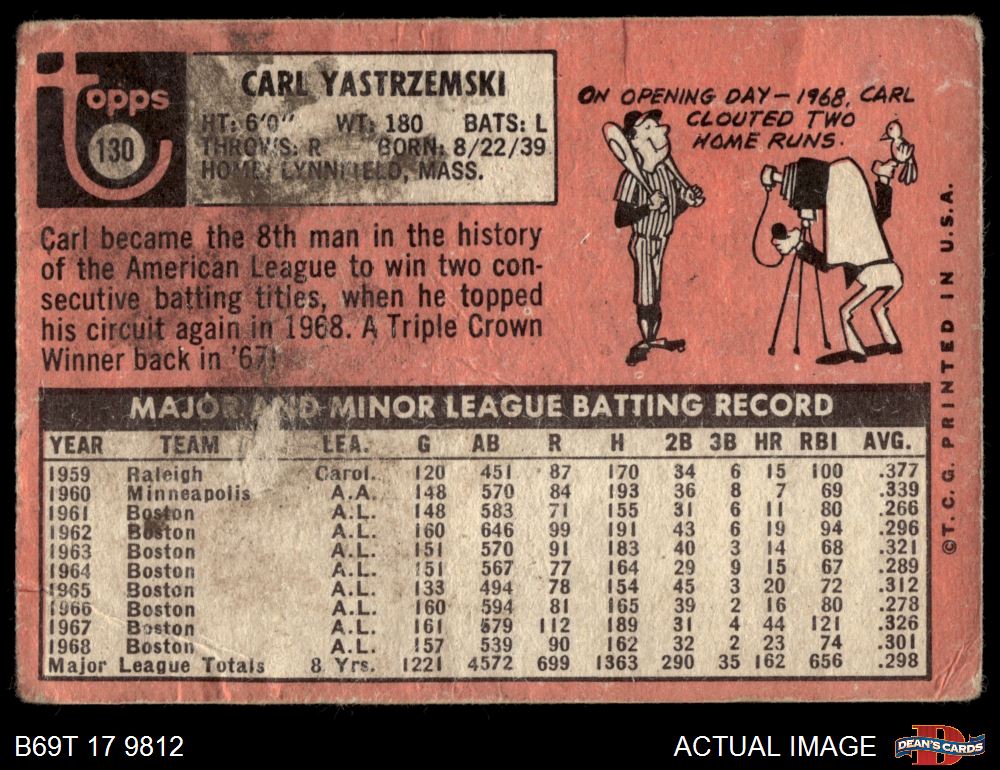 topps
130
CARL YASTRZEMSKI
HT: 6'0" WT: 180 BATS: L
THROWS: R BORN: 8/22/39
HOME: LYNNFIELD, MASS.
Carl became the 8th man in the history
of the American League to win two con-
secutive batting titles, when he topped
his circuit again in 1968. A Triple Crown
Winner back in '67!
ON OPENING DAY—1968, CARL
CLOUTED TWO
HOME RUNS.
MAJOR AND MINOR LEAGUE BATTING RECORD
YEAR TEAM LEA. G AB R H 2B 3B HR RBI AVG.
1959 Raleigh Carol. 120 451 87 170 34 6 15 100 .377
1960 Minneapolis A.A. 148 570 84 193 36 8 7 69 .339
1961 Boston A.L. 148 583 71 155 31 6 11 80 .266
1962 Boston A.L. 160 646 99 191 43 6 19 94 .296
1963 Boston A.L. 151 570 91 183 40 3 14 68 .321
1964 Boston A.L. 151 567 77 164 29 9 15 67 .289
1965 Boston A.L. 133 494 78 154 45 3 20 72 .312
1966 Boston A.L. 160 594 81 165 39 2 16 80 .278
1967 Boston A.L. 161 579 112 189 31 4 44 121 .326
1968 Boston A.L. 157 539 90 162 32 2 23 74 .301
Major League Totals 8 Yrs. 1221 4572 699 1363 290 35 162 656 .298
©T.C.G. PRINTED IN U.S.A.
B69T 17 9812
ACTUAL IMAGE
D
DEAN'S CARDS